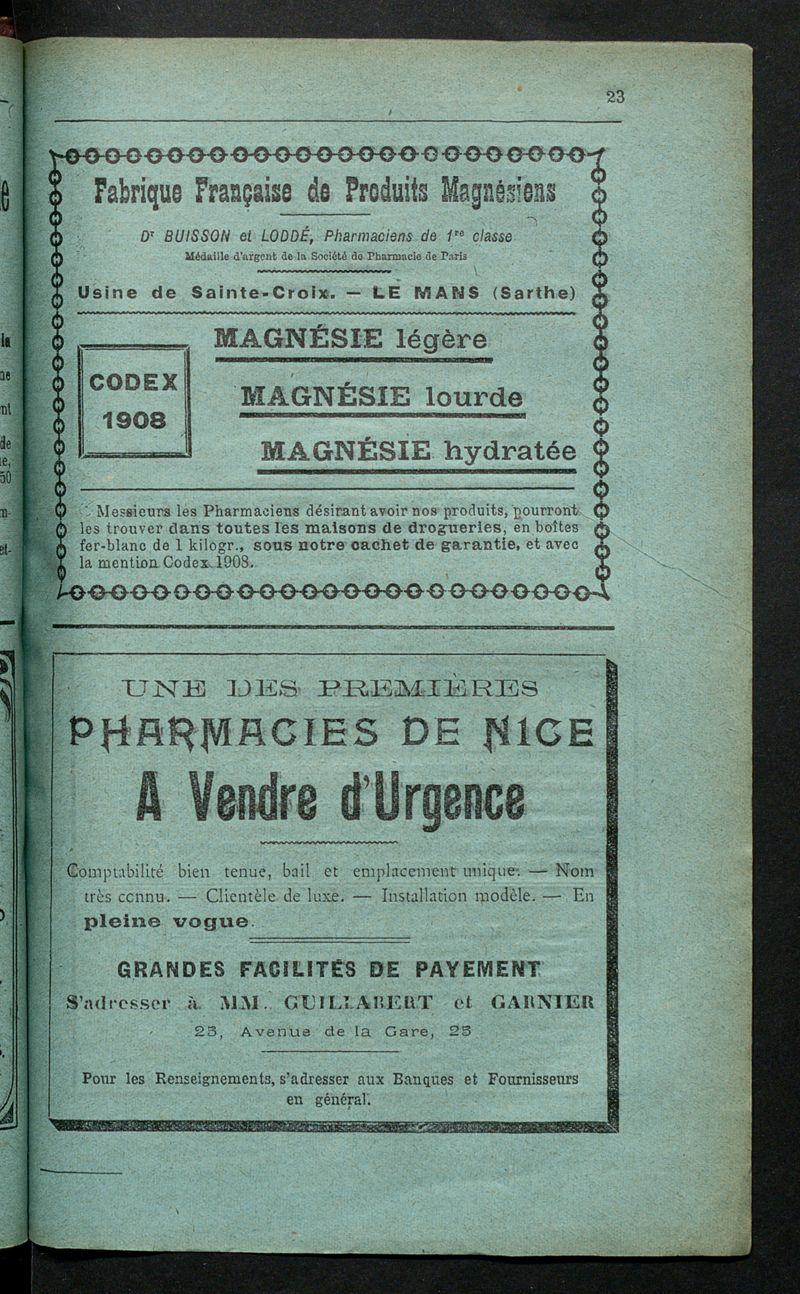 23
Fabrique Française de Produits Magnésiens
Dr BUISSON et LODDÉ, Pharmaciens de 1re classe
Médaille d'argent de la Société de Pharmacie de Paris
Usine de Sainte-Croix. — LE MANS (Sarthe)
CODEX
1908
MAGNÉSIE légère
MAGNÉSIE lourde
MAGNÉSIE hydratée
Messieurs les Pharmaciens désirant avoir nos produits, pourront
les trouver dans toutes les maisons de drogueries, en boîtes
fer-blanc de 1 kilogr., sous notre cachet de garantie, et avec
la mention Codex 1908.
UNE DES PREMIÈRES
PHARMACIES DE NICE
A Vendre d'Urgence
Comptabilité bien tenue, bail et emplacement unique. — Nom
très connu. — Clientèle de luxe. — Installation modèle. — En
pleine vogue.
GRANDES FACILITÉS DE PAYEMENT
S'adresser à MM. GUILLABERT et GARNIER
23, Avenue de la Gare, 23
Pour les Renseignements, s'adresser aux Banques et Fournisseurs
en général.